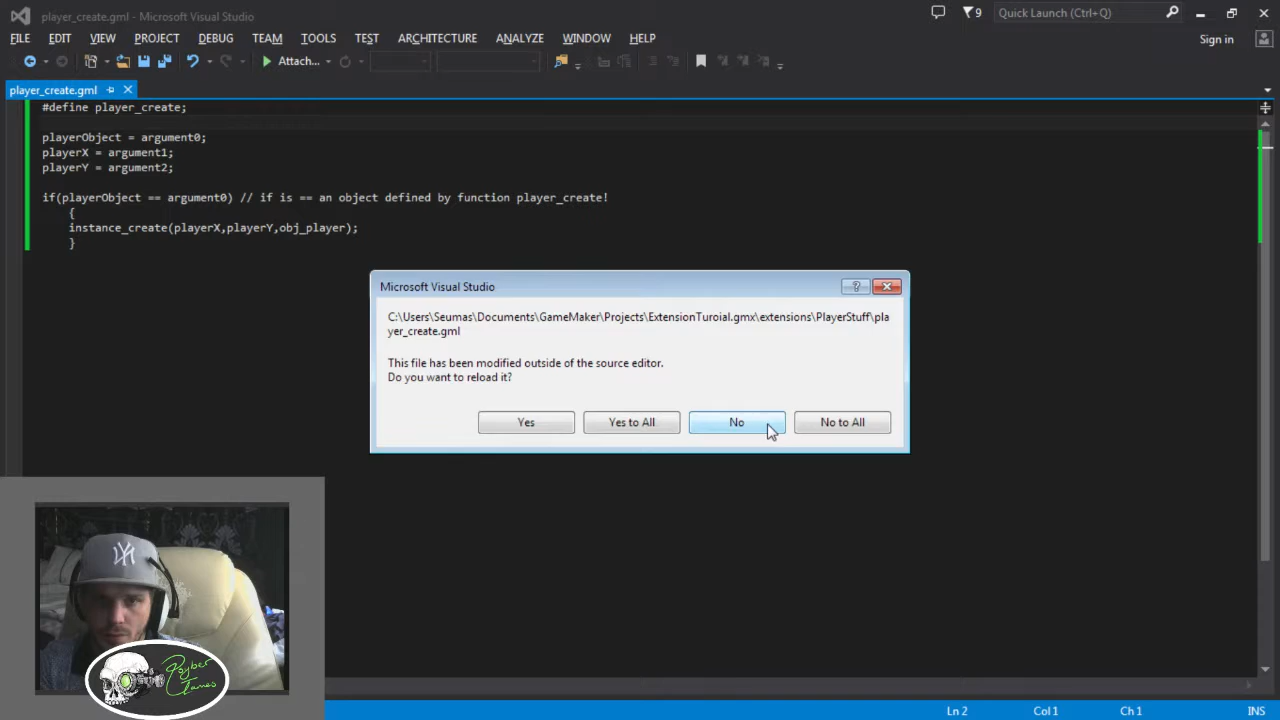 player_create.gml - Microsoft Visual Studio
9
Quick Launch (Ctrl+Q)
FILE EDIT VIEW PROJECT DEBUG TEAM TOOLS TEST ARCHITECTURE ANALYZE WINDOW HELP
Sign in
Attach...
player_create.gml
#define player_create;
playerObject = argument0;
playerX = argument1;
playerY = argument2;
if(playerObject == argument0) // if is == an object defined by function player_create!
{
instance_create(playerX,playerY,obj_player);
}
Microsoft Visual Studio
?
C:\Users\Seumas\Documents\GameMaker\Projects\ExtensionTuroial.gmx\extensions\PlayerStuff\pla
yer_create.gml
This file has been modified outside of the source editor.
Do you want to reload it?
Yes Yes to All No No to All
NY
Ln 2 Col 1 Ch 1 INS